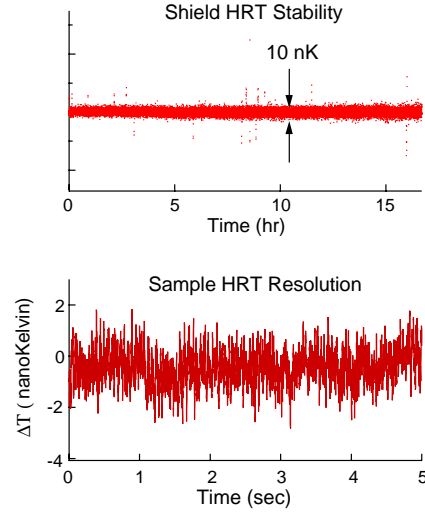 Shield HRT Stability
10 nK
0 5 10 15
Time (hr)
Sample HRT Resolution
ΔT ( nanoKelvin)
2
0
-2
-4
0 1 2 3 4 5
Time (sec)